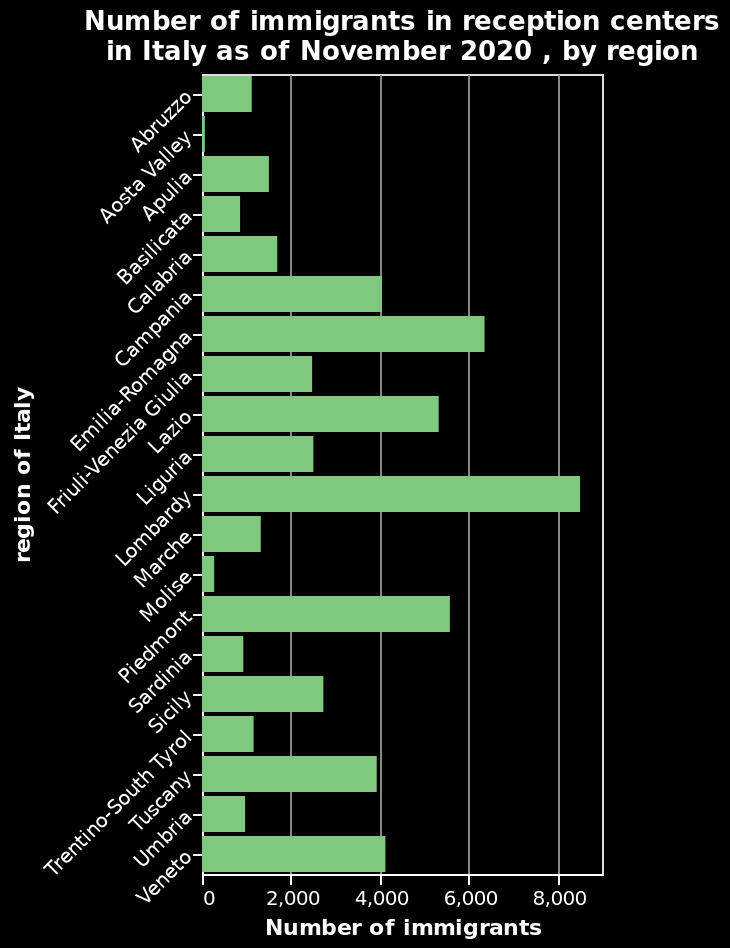 Number of immigrants in reception centers
in Italy as of November 2020 , by region
region of Italy
Abruzzo
Aosta Valley
Apulia
Basilicata
Calabria
Campania
Emilia-Romagna
Friuli-Venezia Giulia
Lazio
Liguria
Lombardy
Marche
Molise
Piedmont
Sardinia
Sicily
Trentino-South Tyrol
Tuscany
Umbria
Veneto
0 2,000 4,000 6,000 8,000
Number of immigrants